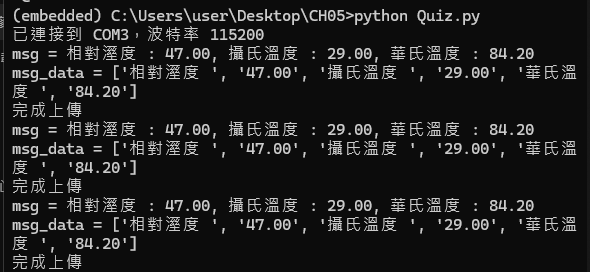 (embedded) C:\Users\user\Desktop\CH05>python Quiz.py
已連接到 COM3，波特率 115200
msg = 相對溼度 : 47.00, 攝氏溫度 : 29.00, 華氏溫度 : 84.20
msg_data = ['相對溼度 ', '47.00', '攝氏溫度 ', '29.00', '華氏溫
度 ', '84.20']
完成上傳
msg = 相對溼度 : 47.00, 攝氏溫度 : 29.00, 華氏溫度 : 84.20
msg_data = ['相對溼度 ', '47.00', '攝氏溫度 ', '29.00', '華氏溫
度 ', '84.20']
完成上傳
msg = 相對溼度 : 47.00, 攝氏溫度 : 29.00, 華氏溫度 : 84.20
msg_data = ['相對溼度 ', '47.00', '攝氏溫度 ', '29.00', '華氏溫
度 ', '84.20']
完成上傳